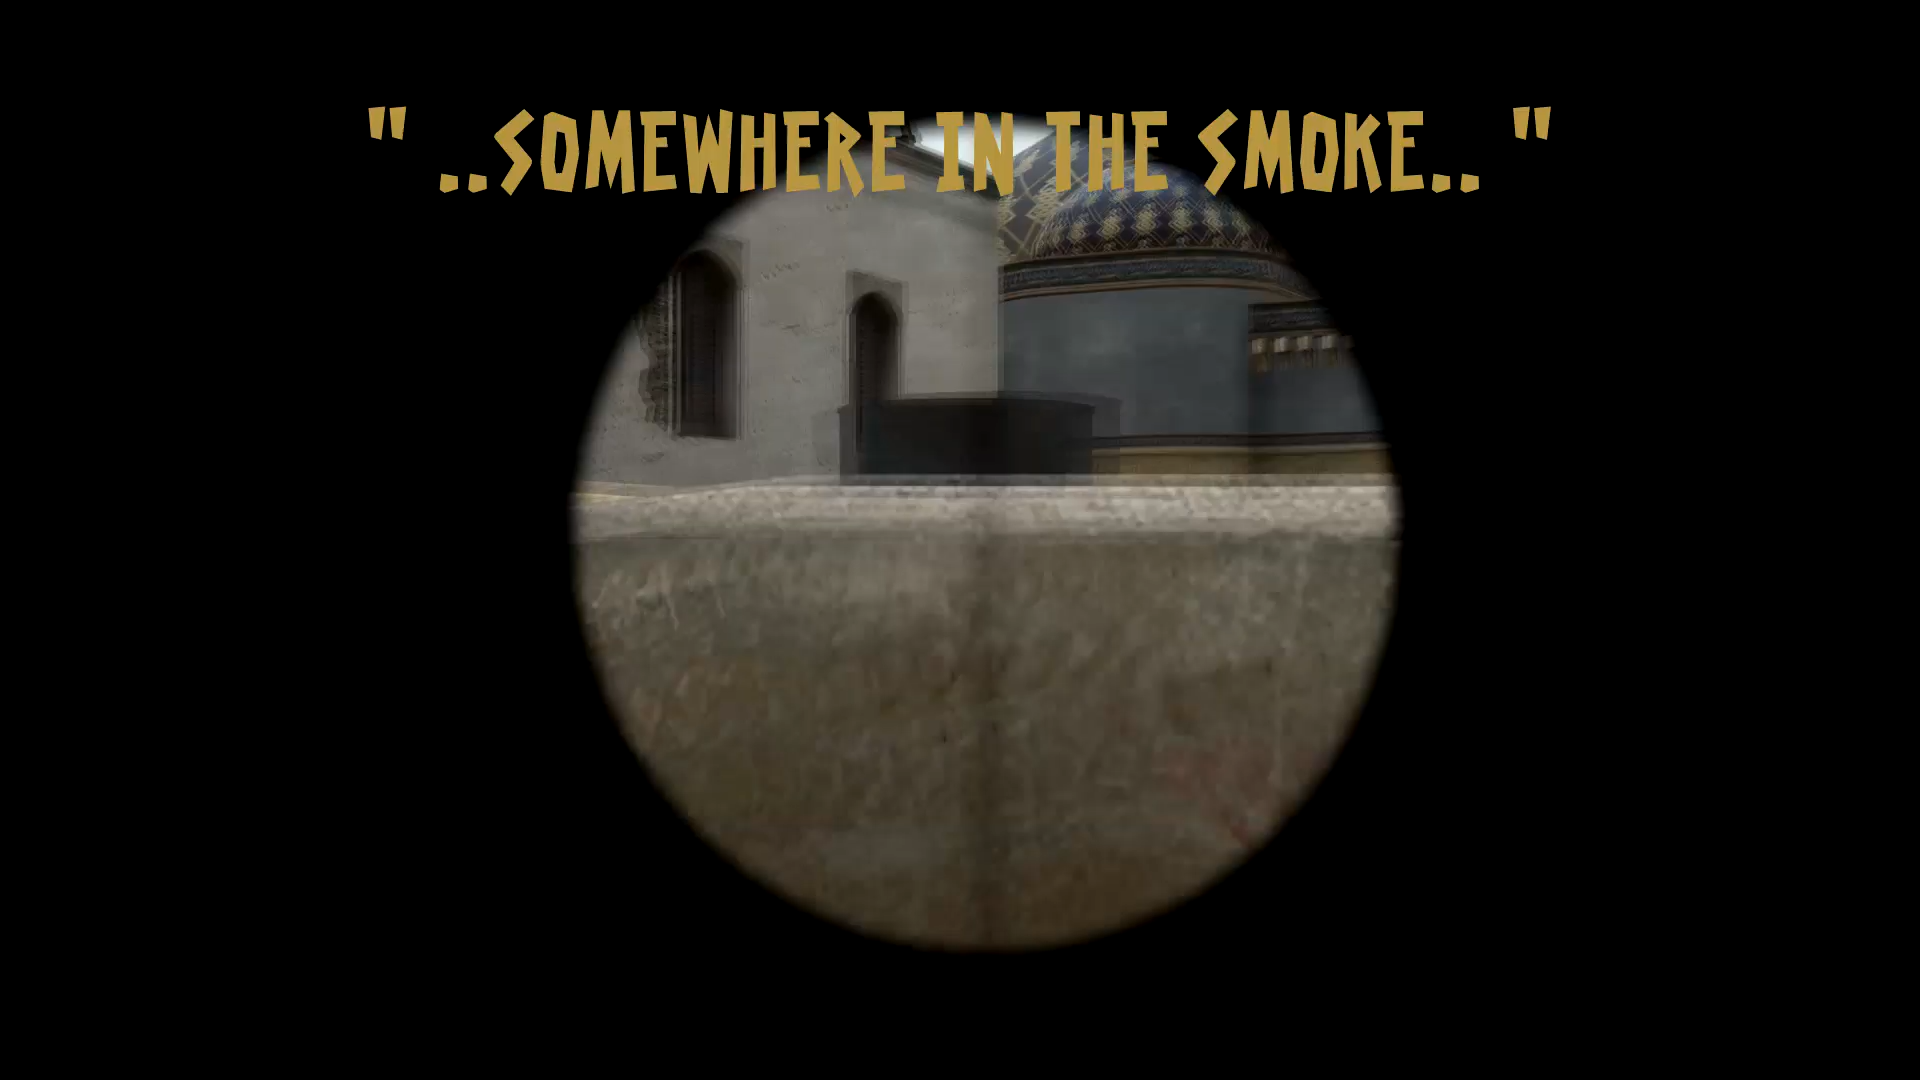 " ..SOMEWHERE IN THE SMOKE.. "